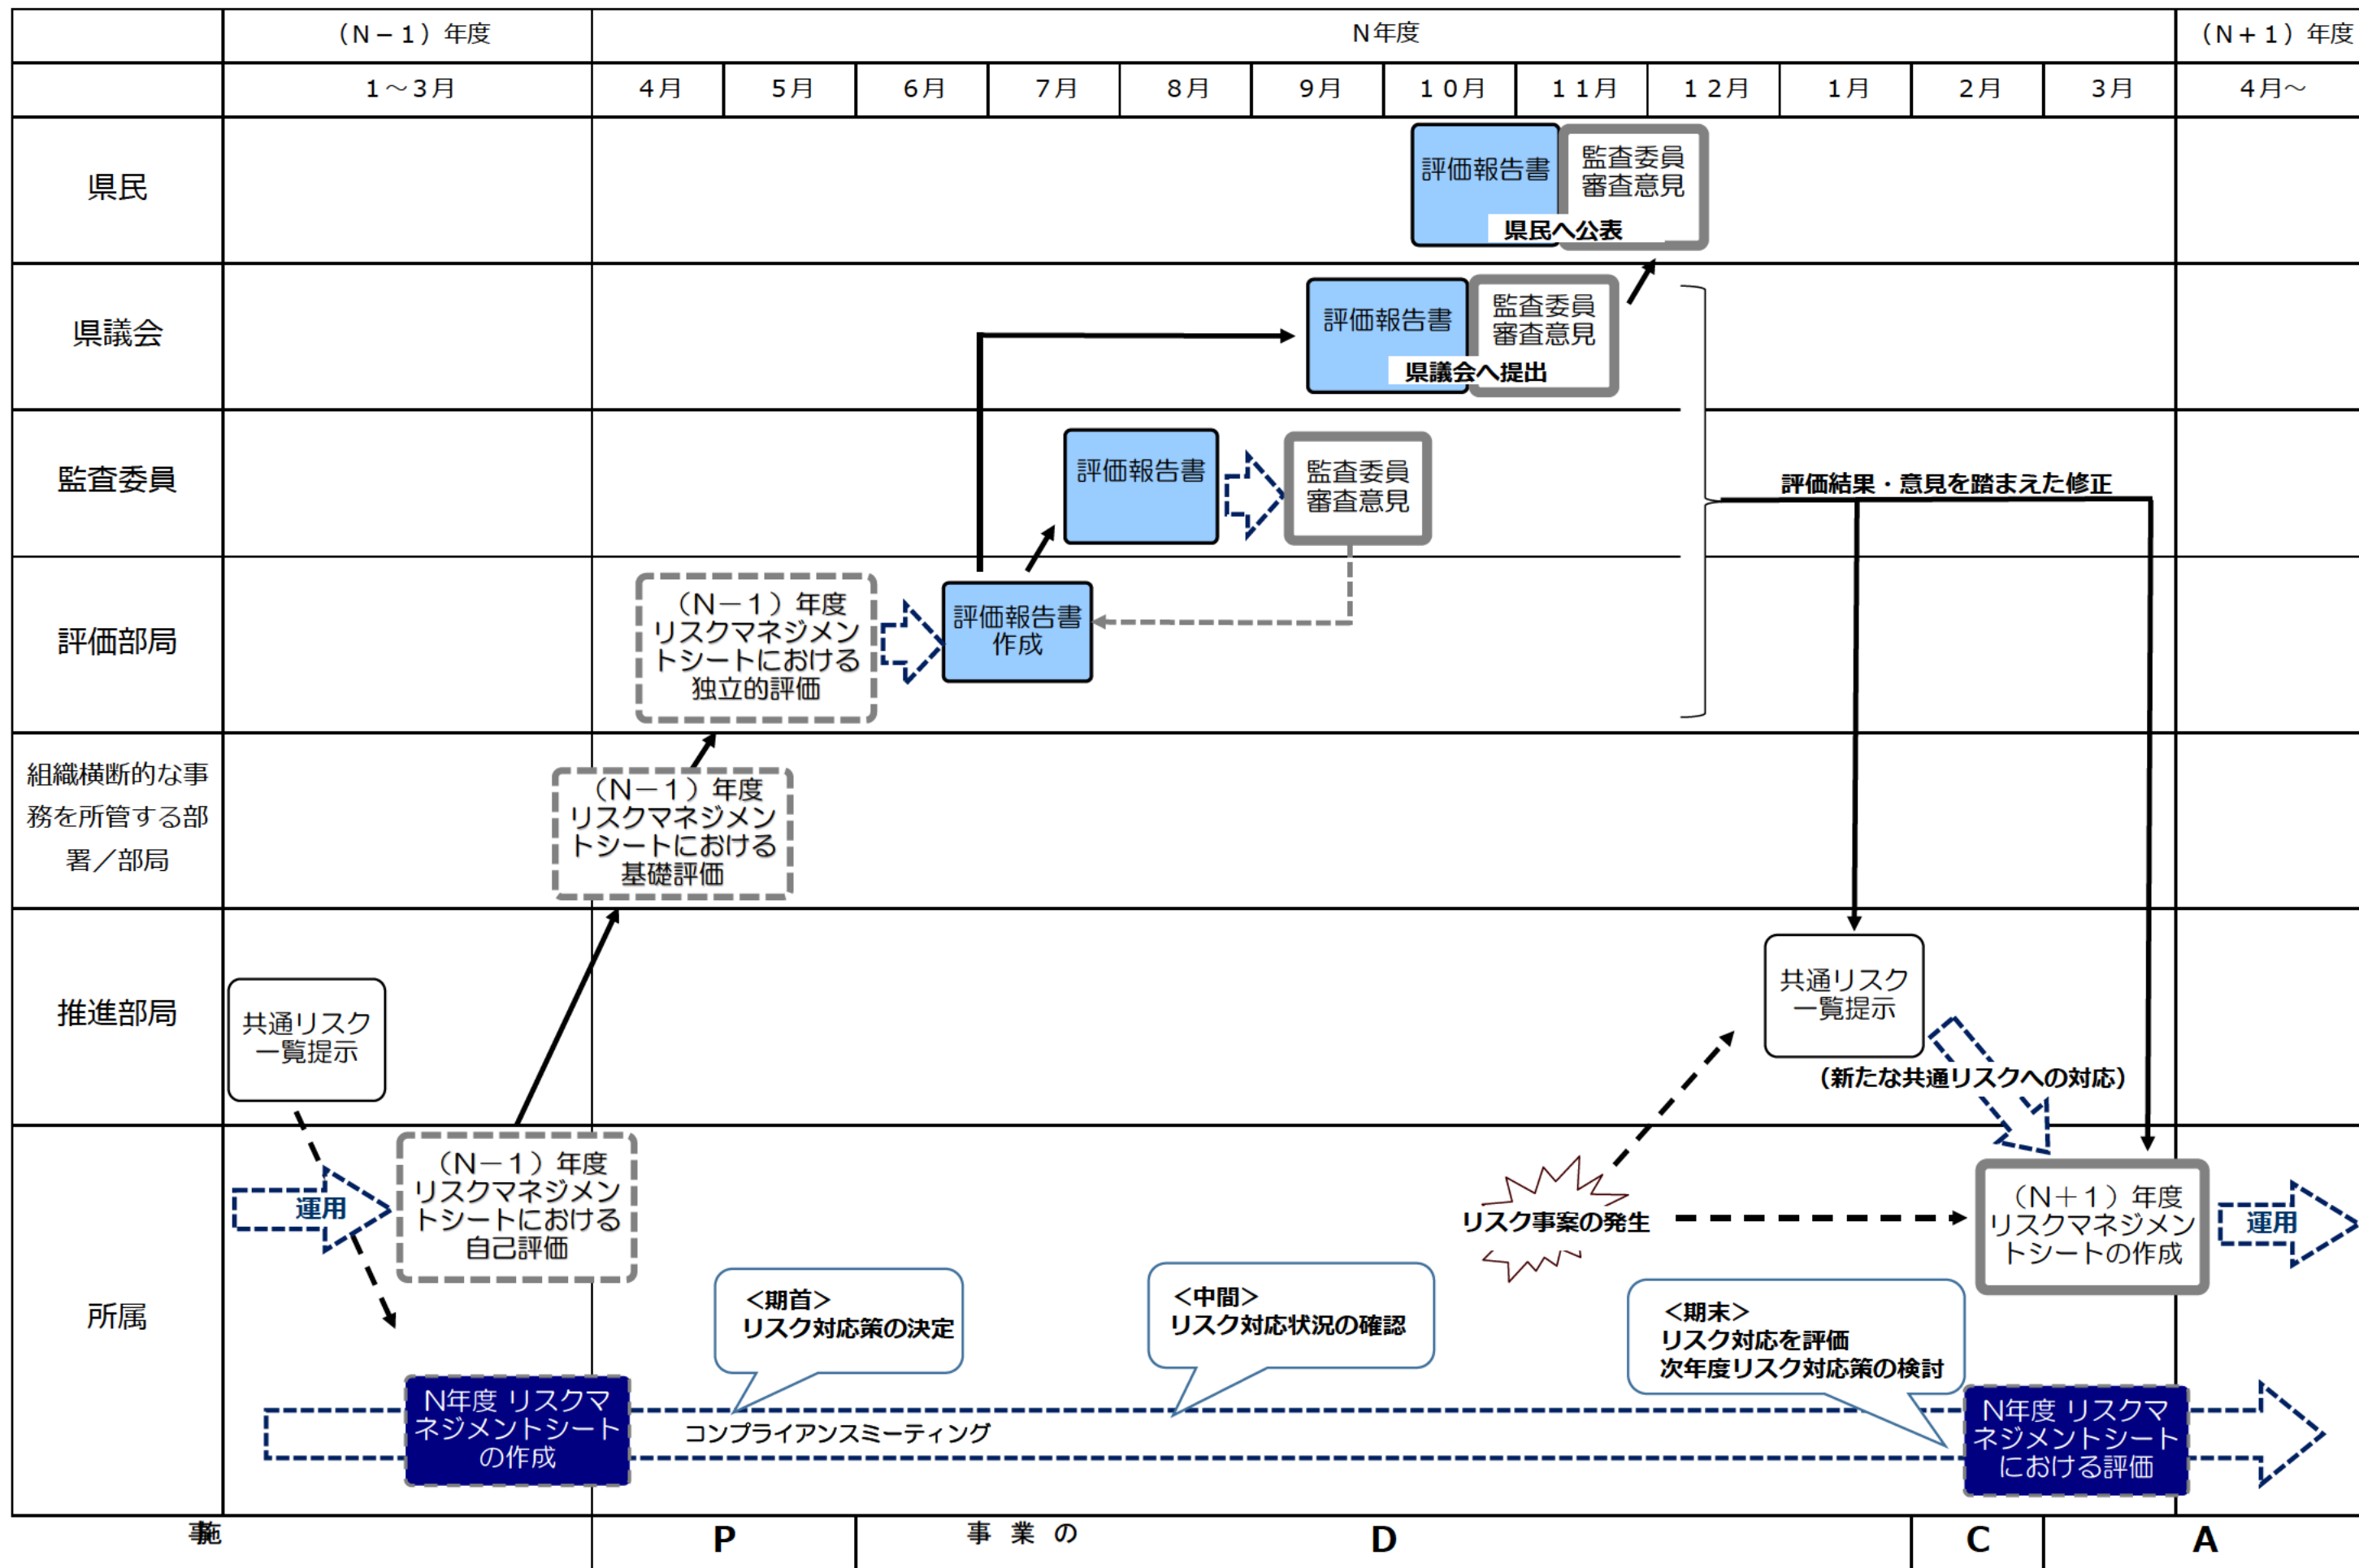 （N－1）年度
N年度
（N＋1）年度
1～3月
4月
5月
6月
7月
8月
9月
10月
11月
12月
1月
2月
3月
4月～
県民
評価報告書
監査委員
審査意見
県民へ公表
県議会
評価報告書
監査委員
審査意見
県議会へ提出
監査委員
評価報告書
監査委員
審査意見
評価結果・意見を踏まえた修正
評価部局
（N－1）年度
リスクマネジメン
トシートにおける
独立的評価
評価報告書
作成
組織横断的な事
務を所管する部
署／部局
（N－1）年度
リスクマネジメン
トシートにおける
基礎評価
推進部局
共通リスク
一覧提示
共通リスク
一覧提示
（新たな共通リスクへの対応）
所属
運用
（N－1）年度
リスクマネジメン
トシートにおける
自己評価
リスク事案の発生
（N＋1）年度
リスクマネジメン
トシートの作成
運用
＜期首＞
リスク対応策の決定
＜中間＞
リスク対応状況の確認
＜期末＞
リスク対応を評価
次年度リスク対応策の検討
N年度 リスクマ
ネジメントシート
の作成
コンプライアンスミーティング
N年度 リスクマ
ネジメントシート
における評価
P
事業の
D
C
A